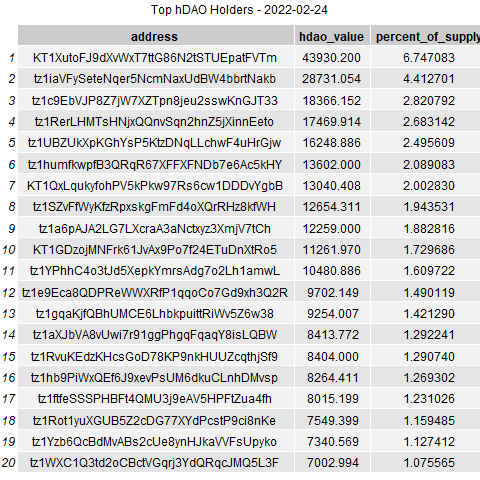 Top hDAO Holders - 2022-02-24
address hdao_value percent_of_supply
1 KT1XutoFJ9dXvWxT7ttG86N2tSTUEpatFVTm 43930.200 6.747083
2 tz1iaVFySeteNqer5NcmNaxUdBW4bbrtNakb 28731.054 4.412701
3 tz1c9EbVJP8Z7jW7XZTpn8jeu2sswKnGJT33 18366.152 2.820792
4 tz1RerLHMTsHNjxQQnvSqn2hnZ5jXinnEeto 17469.914 2.683142
5 tz1UBZUkXpKGhYsP5KtzDNqLLchwF4uHrGjw 16248.886 2.495609
6 tz1humfkwpfB3QRqR67XFFXFNDb7e6Ac5kHY 13602.000 2.089083
7 KT1QxLqukyfohPV5kPkw97Rs6cw1DDDvYgbB 13040.408 2.002830
8 tz1SZvFfWyKfzRpxskgFmFd4oXQrRHz8kfWH 12654.311 1.943531
9 tz1a6pAJA2LG7LXcraA3aNctxyz3XmjV7tCh 12259.000 1.882816
10 KT1GDzojMNFrk61JvAx9Po7f24ETuDnXtRo5 11261.970 1.729686
11 tz1YPhhC4o3tJd5XepkYmrsAdg7o2Lh1amwL 10480.886 1.609722
12 tz1e9Eca8QDPReWWXRfP1qqoCo7Gd9xh3Q2R 9702.149 1.490119
13 tz1gqaKjfQBhUMCE6LhbkpuittRiWv5Z6w38 9254.007 1.421290
14 tz1aXJbVA8vUwi7r91ggPhgqFqaqY8isLQBW 8413.772 1.292241
15 tz1RvuKEdzKHcsGoD78KP9nkHUUZcqthjSf9 8404.000 1.290740
16 tz1hb9PiWxQEf6J9xevPsUM6dkuCLnhDMvsp 8264.411 1.269302
17 tz1ftfeSSSPHBFt4QMU3j9eAV5HPFtZua4fh 8015.199 1.231026
18 tz1Rot1yuXGUB5Z2cDG77XYdPcstP9ci8nKe 7549.399 1.159485
19 tz1Yzb6QcBdMvABs2cUe8ynHJkaVVFsUpyko 7340.569 1.127412
20 tz1WXC1Q3td2oCBctVGqrj3YdQRqcJMQ5L3F 7002.994 1.075565